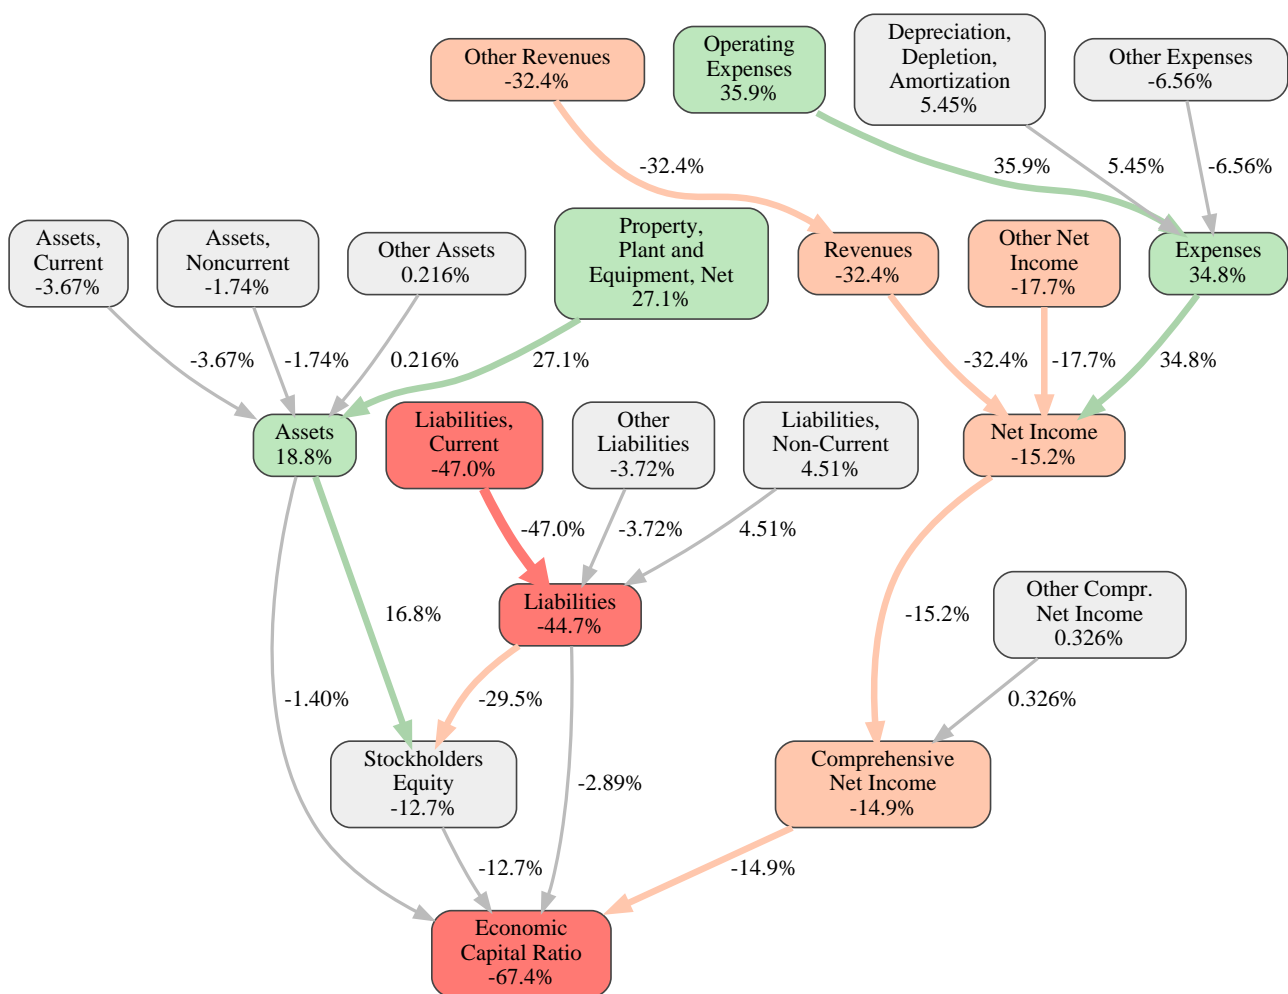 Other Revenues
-32.4%
Operating
Expenses
35.9%
Depreciation,
Depletion,
Amortization
5.45%
Other Expenses
-6.56%
-32.4%
35.9%
5.45%
-6.56%
Assets,
Current
-3.67%
Assets,
Noncurrent
-1.74%
Other Assets
0.216%
Property,
Plant and
Equipment, Net
27.1%
Revenues
-32.4%
Other Net
Income
-17.7%
Expenses
34.8%
-3.67%
-1.74%
0.216%
27.1%
-32.4%
-17.7%
34.8%
Assets
18.8%
Liabilities,
Current
-47.0%
Other
Liabilities
-3.72%
Liabilities,
Non-Current
4.51%
Net Income
-15.2%
-47.0%
-3.72%
4.51%
Liabilities
-44.7%
16.8%
-15.2%
Other Compr.
Net Income
0.326%
-1.40%
-29.5%
0.326%
Stockholders
Equity
-12.7%
-2.89%
Comprehensive
Net Income
-14.9%
-12.7%
-14.9%
Economic
Capital Ratio
-67.4%